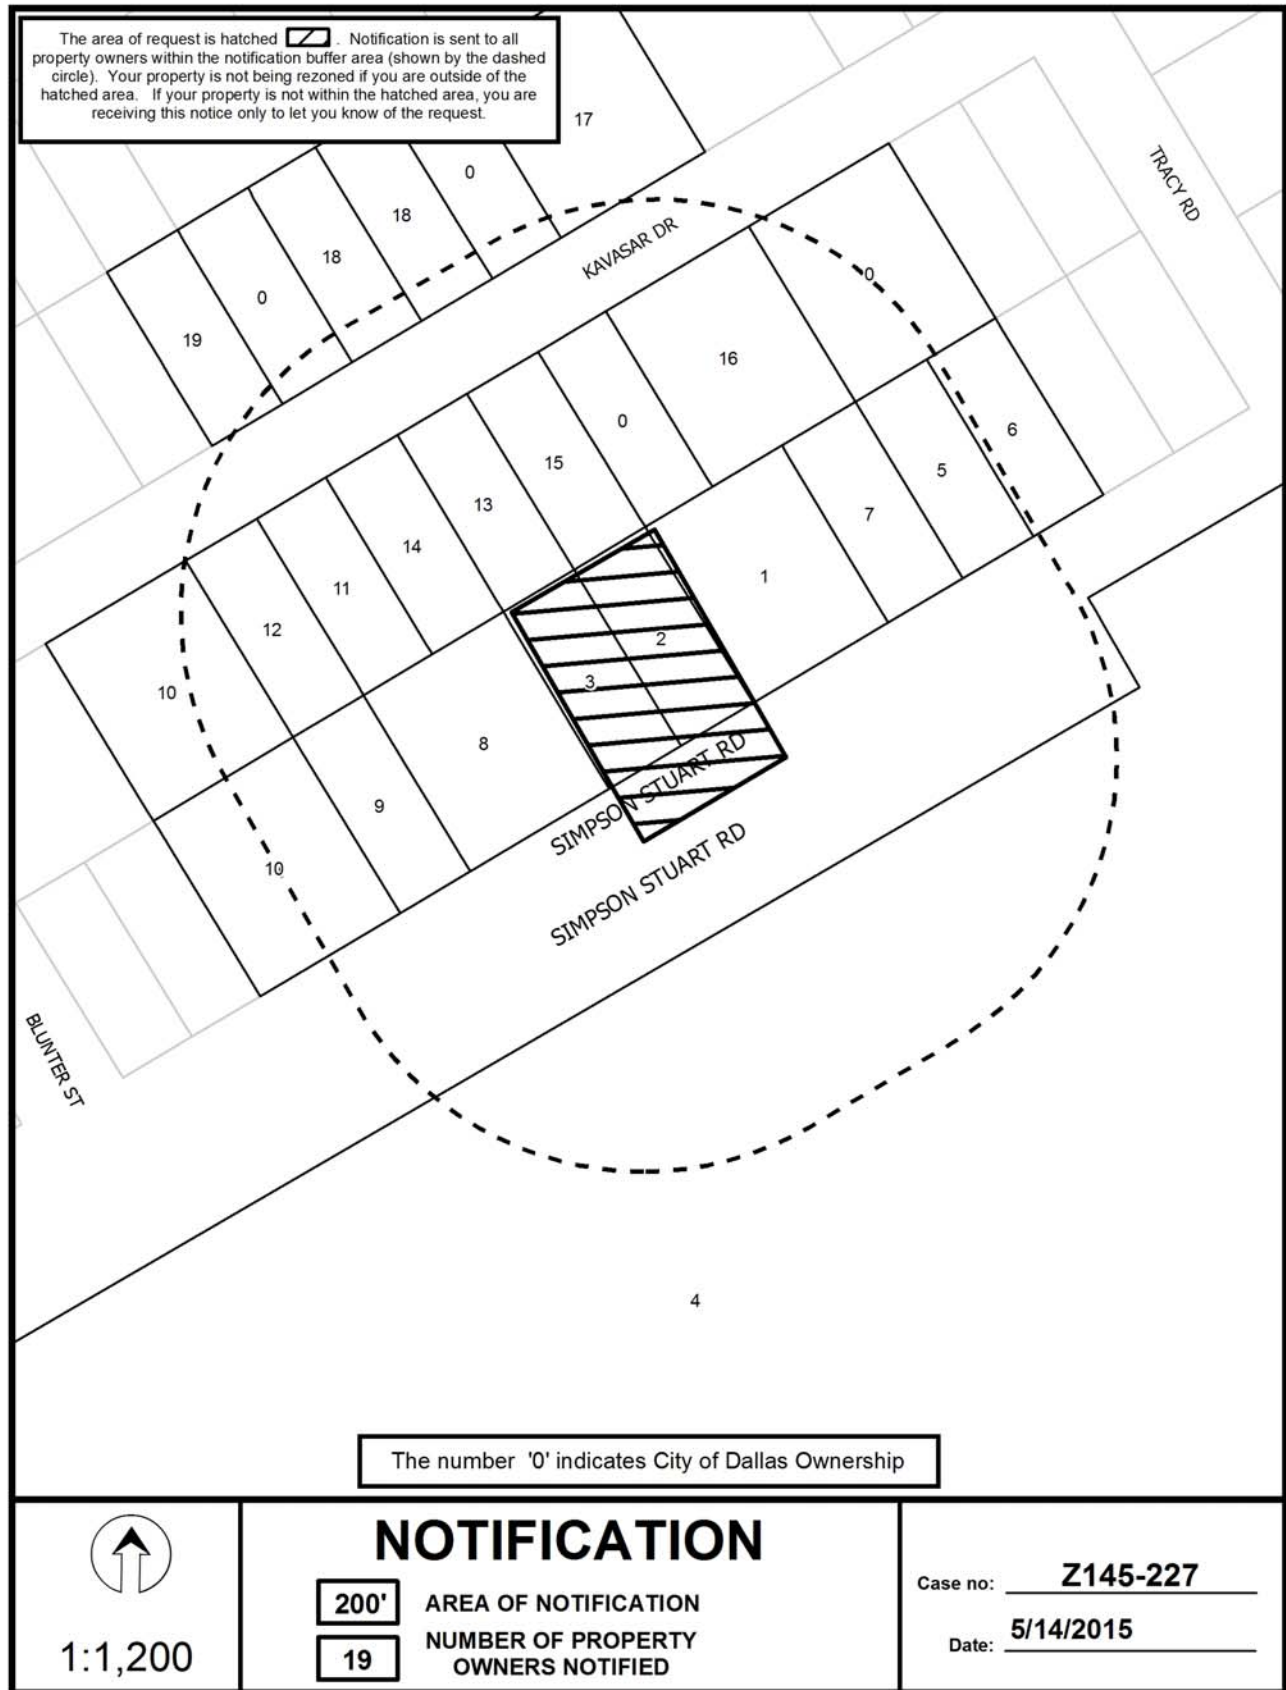 The area of request is hatched . Notification is sent to all
property owners within the notification buffer area (shown by the dashed
circle). Your property is not being rezoned if you are outside of the
hatched area. If your property is not within the hatched area, you are
receiving this notice only to let you know of the request.
17
0
18
18
0
19
KAVASAR DR
TRACY RD
0
16
0
15
13
14
11
12
10
6
5
7
1
2
3
8
9
10
SIMPSON STUART RD
SIMPSON STUART RD
BLUNTER ST
4
The number '0' indicates City of Dallas Ownership
1:1,200
NOTIFICATION
200' AREA OF NOTIFICATION
19 NUMBER OF PROPERTY
OWNERS NOTIFIED
Case no: Z145-227
Date: 5/14/2015